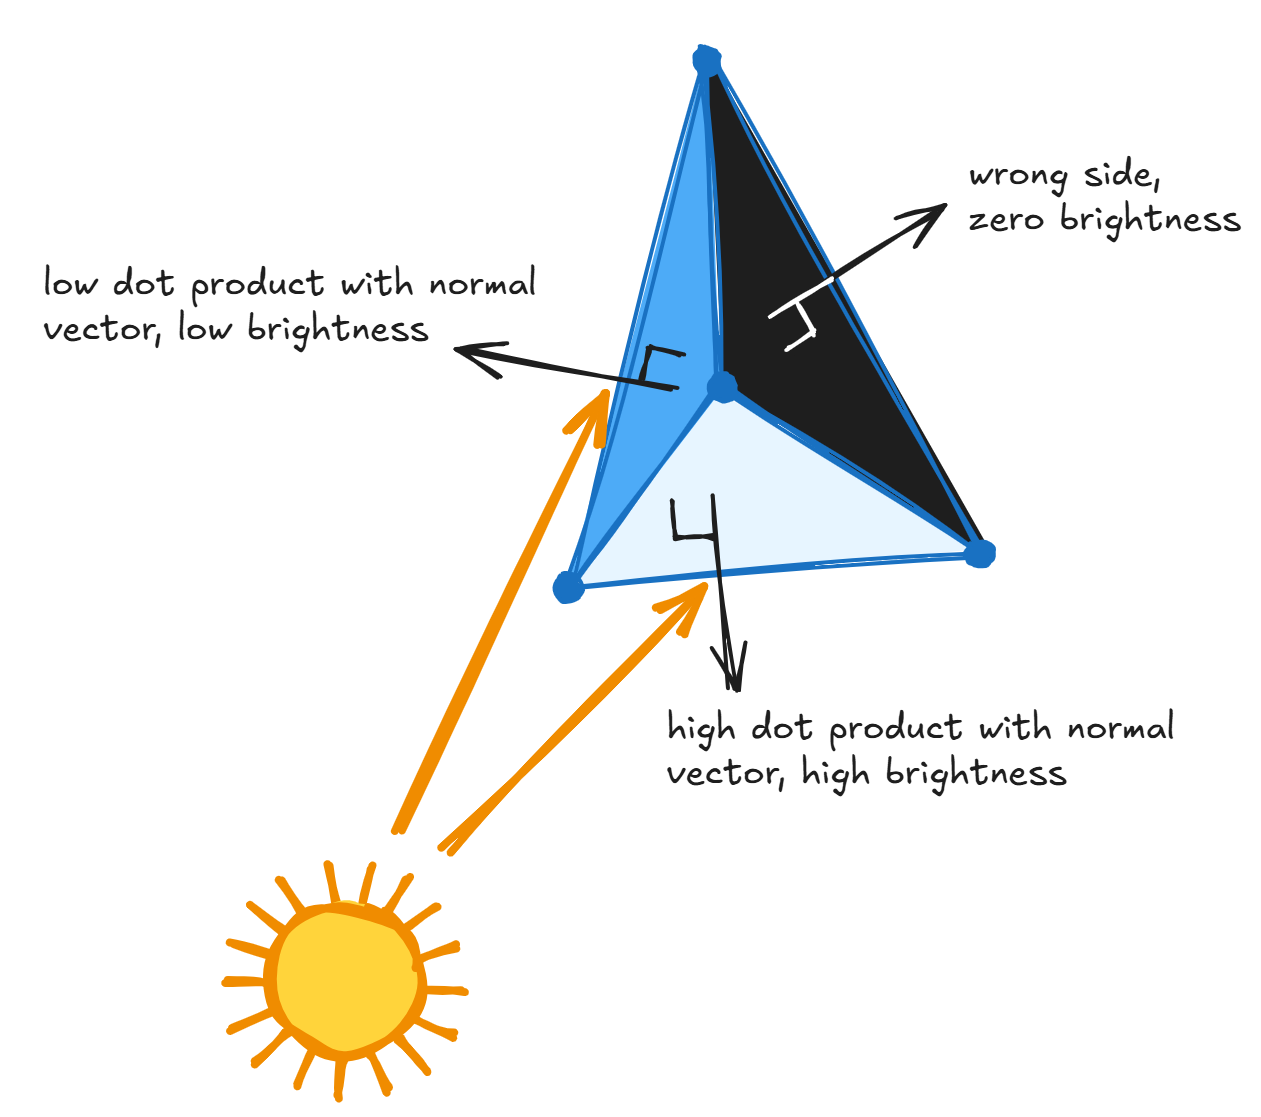 wrong side,
zero brightness
low dot product with normal
vector, low brightness
high dot product with normal
vector, high brightness